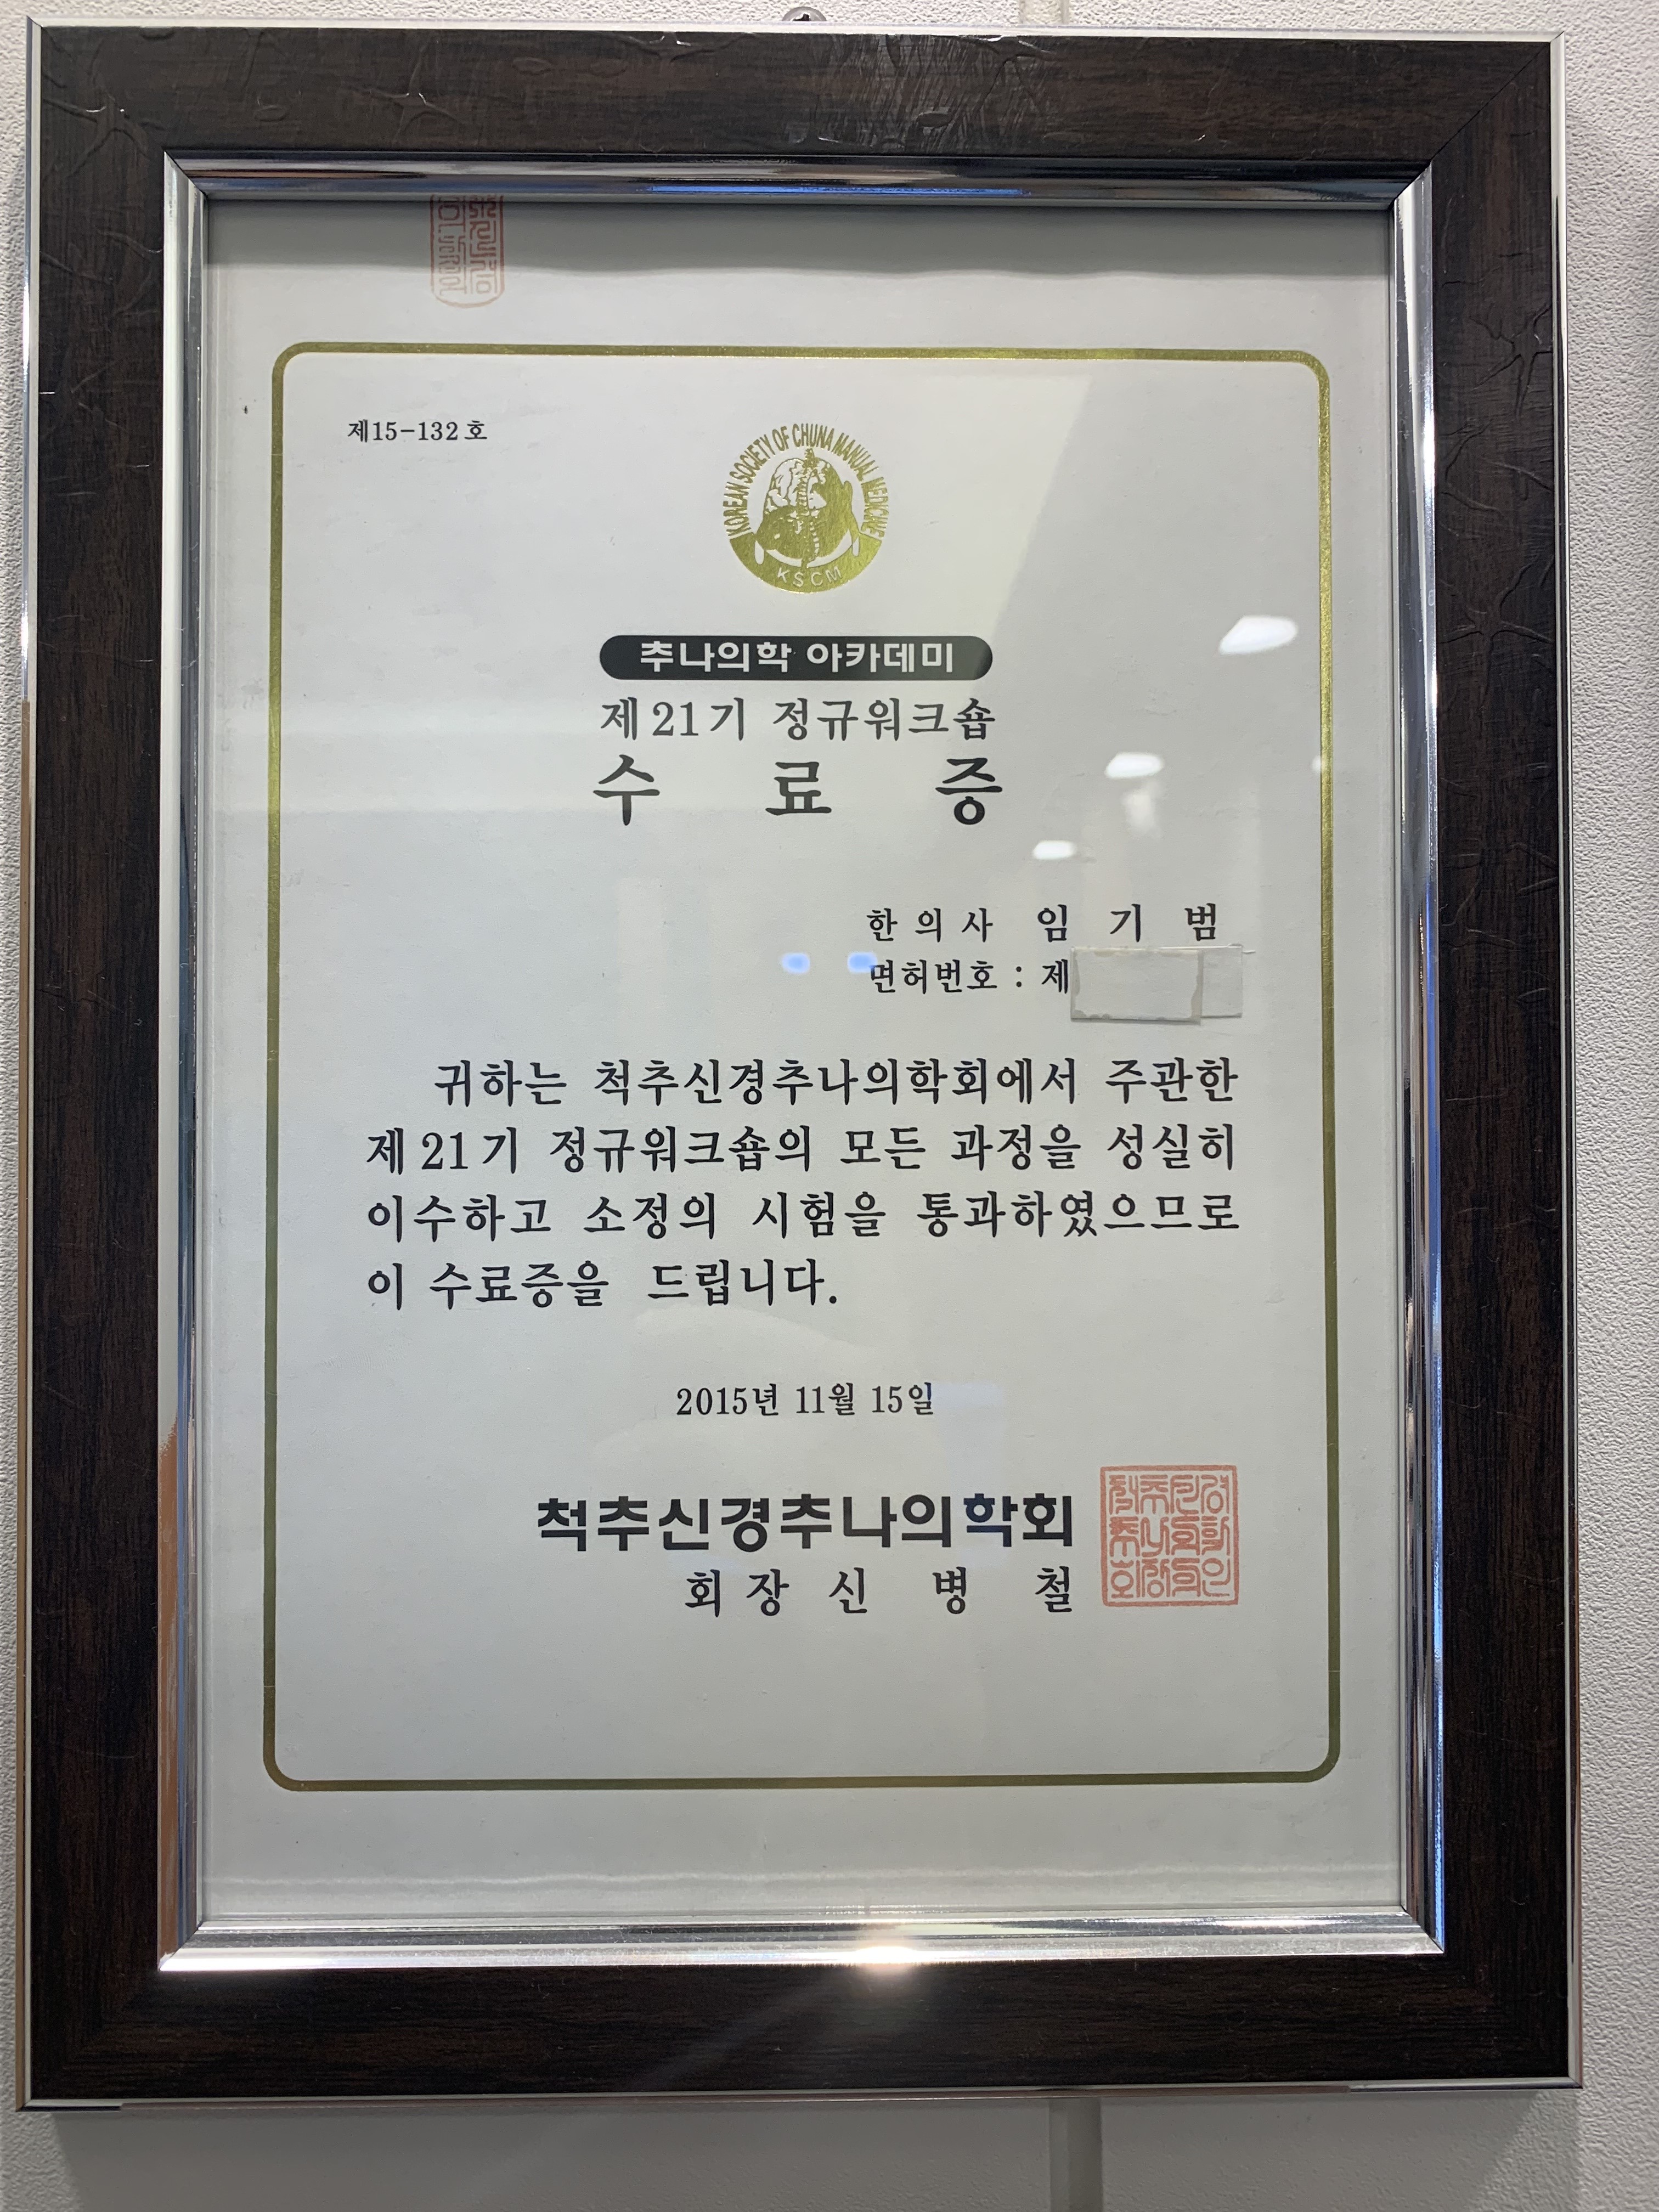 제15-132호
KOREAN SOCIETY OF CHUNA MANUAL MEDICINE
KSCM
추나의학 아카데미
제21기 정규워크숍
수 료 증
한의사 임 기 범
면허번호 : 제
귀하는 척추신경추나의학회에서 주관한
제21기 정규워크숍의 모든 과정을 성실히
이수하고 소정의 시험을 통과하였으므로
이 수료증을 드립니다.
2015년 11월 15일
척추신경추나의학회
회장 신 병 철